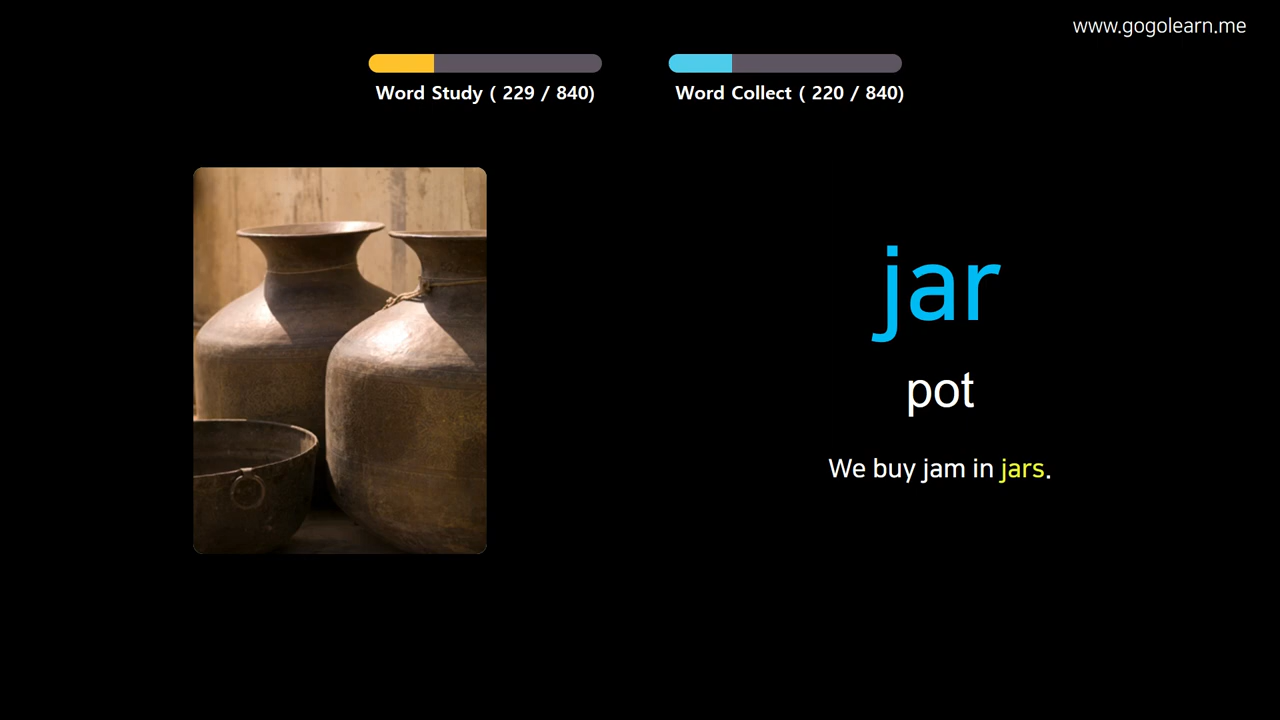 www.gogolearn.me
Word Study ( 229 / 840)
Word Collect ( 220 / 840)
jar
pot
We buy jam in jars.